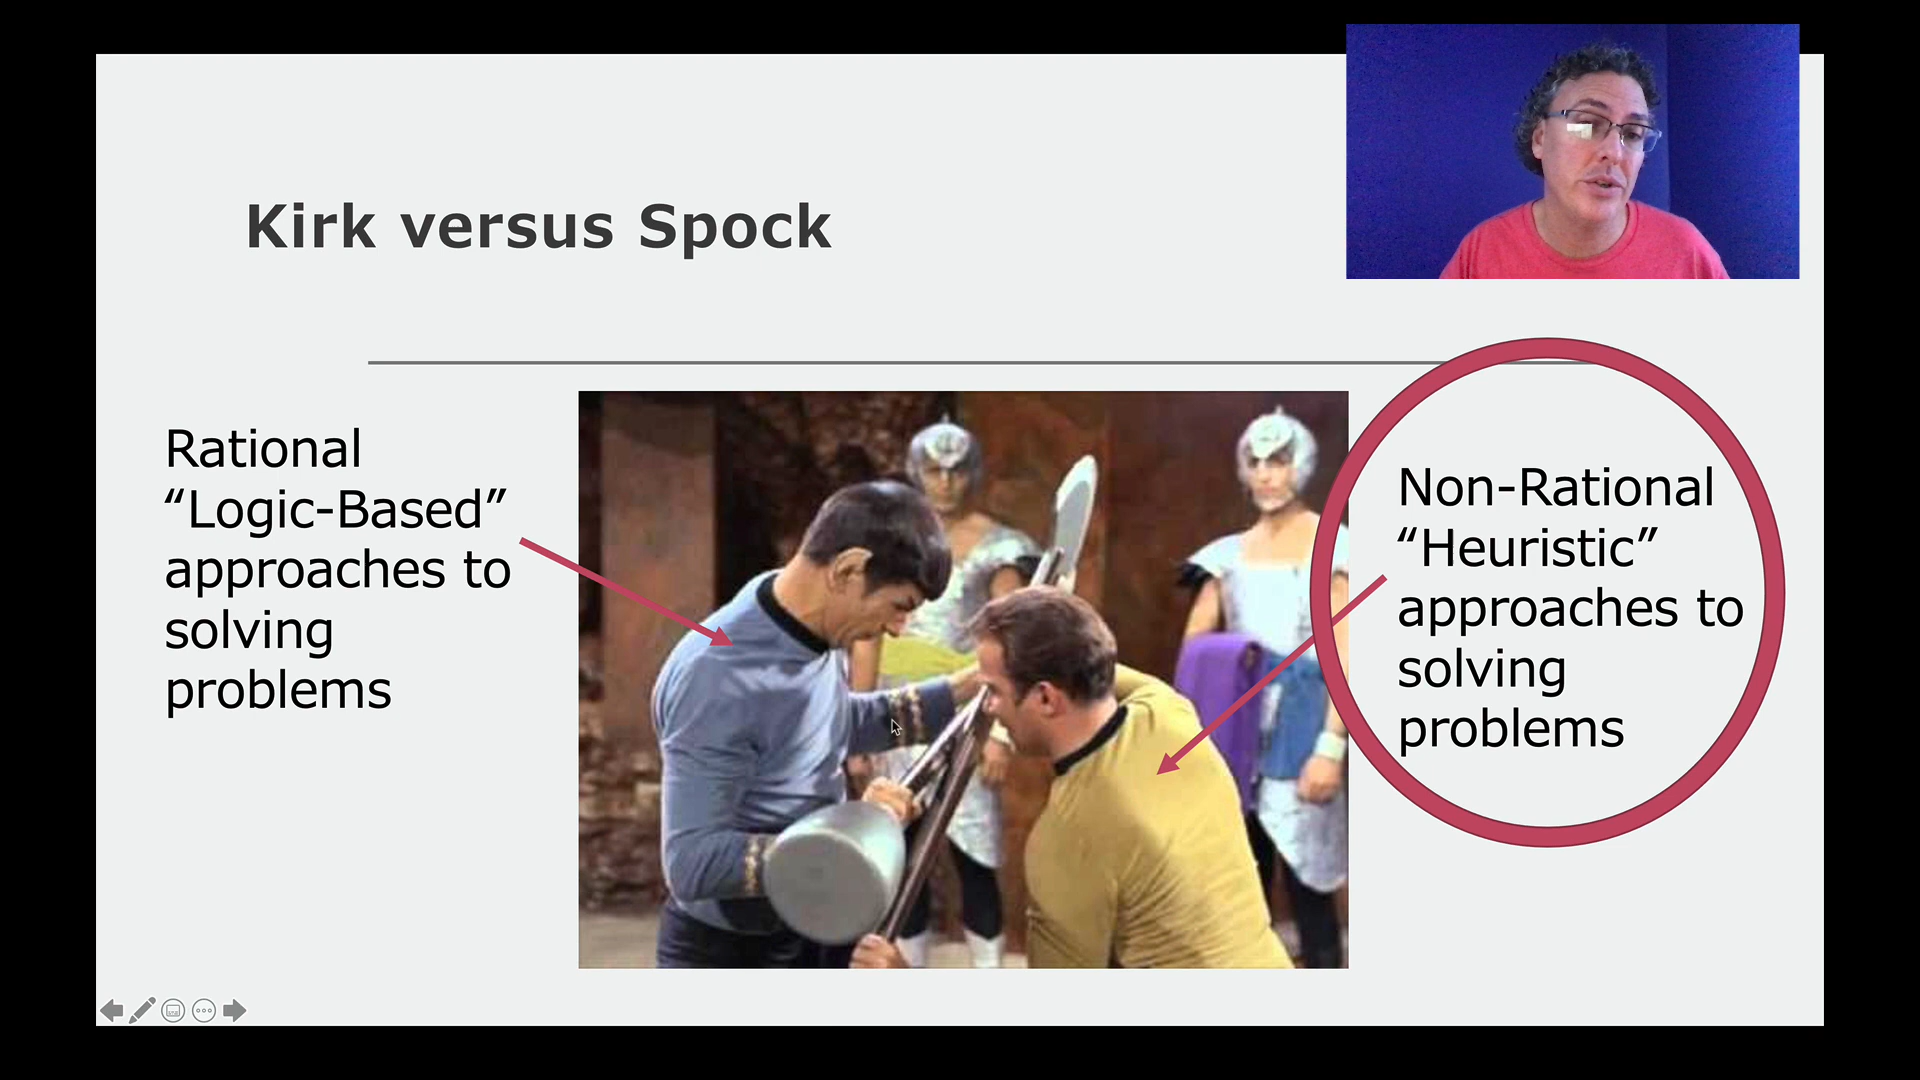 Kirk versus Spock
Rational
“Logic-Based”
approaches to
solving
problems
Non-Rational
“Heuristic”
approaches to
solving
problems